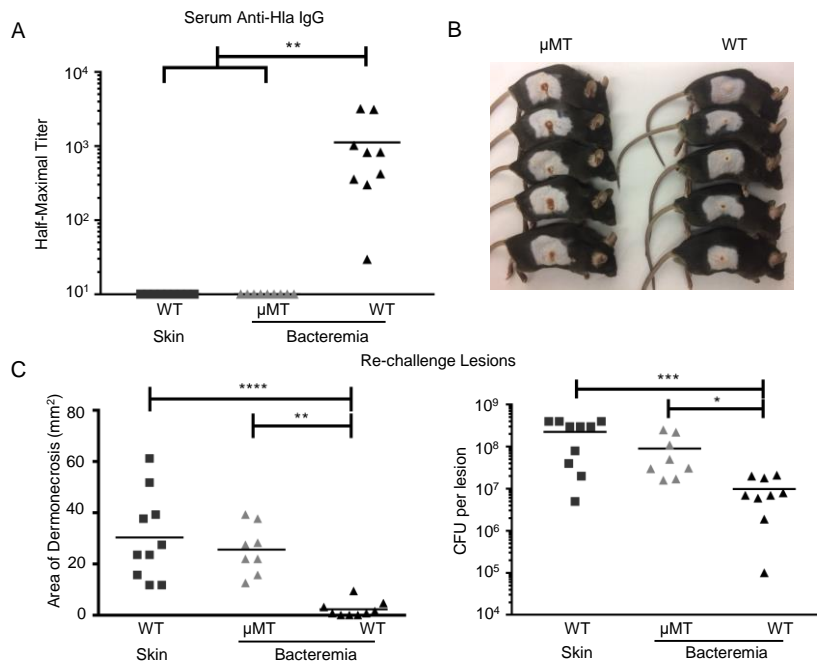 A
Serum Anti-Hla IgG
**
Half-Maximal Titer
10⁴
10³
10²
10¹
WT
µMT
WT
Skin
Bacteremia
B
µMT
WT
C
Re-challenge Lesions
****
**
Area of Dermonecrosis (mm²)
80
60
40
20
0
WT
µMT
WT
Skin
Bacteremia
***
*
CFU per lesion
10⁹
10⁸
10⁷
10⁶
10⁵
10⁴
WT
µMT
WT
Skin
Bacteremia